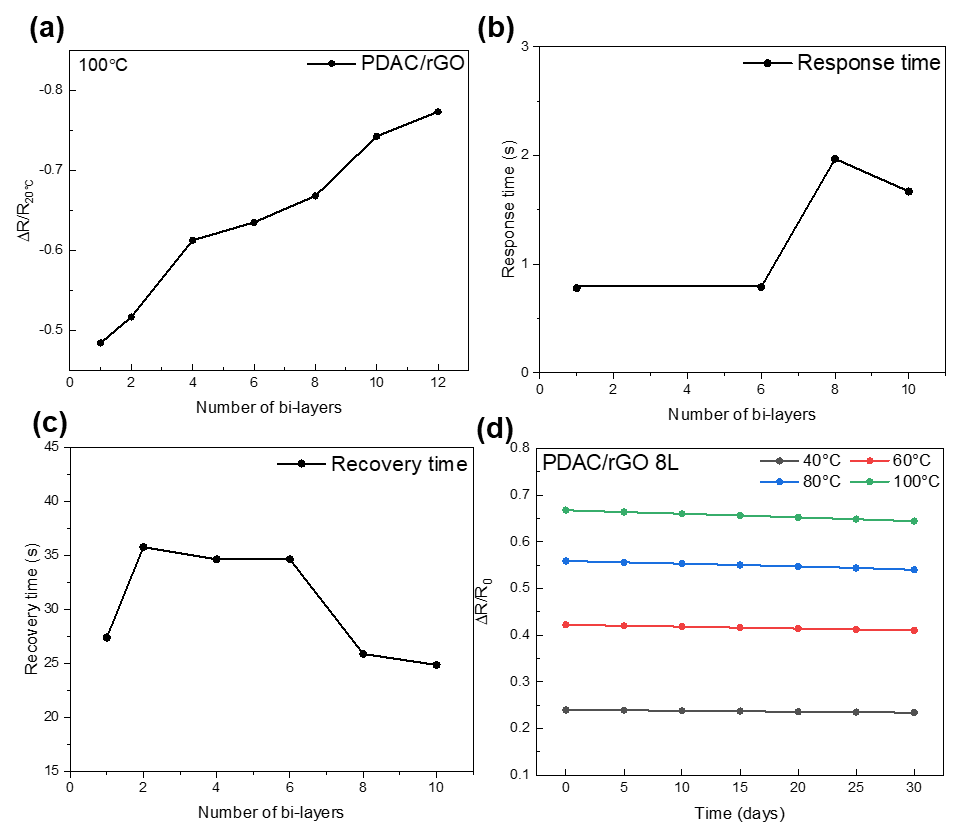 (a)
100°C
PDAC/rGO
-0.8
-0.7
-0.6
-0.5
ΔR/R20°C
0 2 4 6 8 10 12
Number of bi-layers
(b)
Response time
3
2
1
0
Response time (s)
0 2 4 6 8 10
Number of bi-layers
(c)
Recovery time
45
40
35
30
25
20
15
Recovery time (s)
0 2 4 6 8 10
Number of bi-layers
(d)
PDAC/rGO 8L
40°C 60°C
80°C 100°C
0.8
0.7
0.6
0.5
0.4
0.3
0.2
0.1
ΔR/R0
0 5 10 15 20 25 30
Time (days)